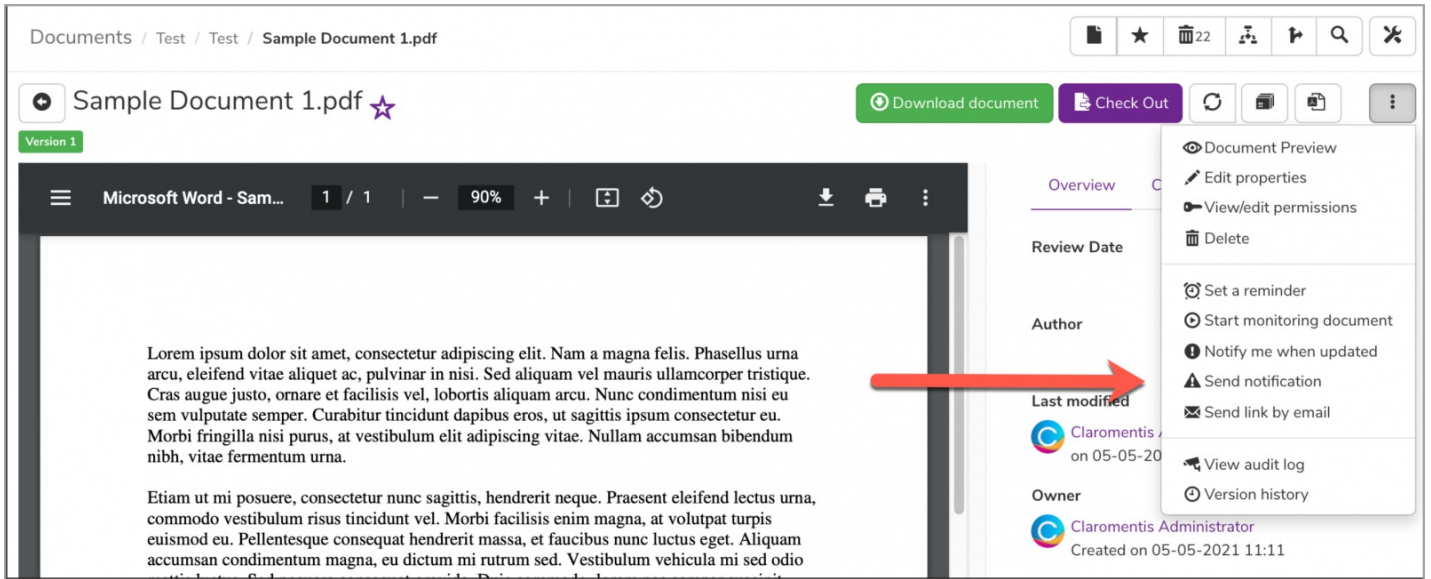 Documents / Test / Test / Sample Document 1.pdf
22
Sample Document 1.pdf
Download document
Check Out
Version 1
Microsoft Word - Sam...
1 / 1
90%
Lorem ipsum dolor sit amet, consectetur adipiscing elit. Nam a magna felis. Phasellus urna
arcu, eleifend vitae aliquet ac, pulvinar in nisi. Sed aliquam vel mauris ullamcorper tristique.
Cras augue justo, ornare et facilisis vel, lobortis aliquam arcu. Nunc condimentum nisi eu
sem vulputate semper. Curabitur tincidunt dapibus eros, ut sagittis ipsum consectetur eu.
Morbi fringilla nisi purus, at vestibulum elit adipiscing vitae. Nullam accumsan bibendum
nibh, vitae fermentum urna.
Etiam ut mi posuere, consectetur nunc sagittis, hendrerit neque. Praesent eleifend lectus urna,
commodo vestibulum risus tincidunt vel. Morbi facilisis enim magna, at volutpat turpis
euismod eu. Pellentesque consequat hendrerit massa, et faucibus nunc luctus eget. Aliquam
accumsan condimentum magna, eu dictum mi rutrum sed. Vestibulum vehicula mi sed odio
Overview
C
Review Date
Author
Last modified
Claromentis
on 05-05-20
Owner
Claromentis Administrator
Created on 05-05-2021 11:11
Document Preview
Edit properties
View/edit permissions
Delete
Set a reminder
Start monitoring document
Notify me when updated
Send notification
Send link by email
View audit log
Version history